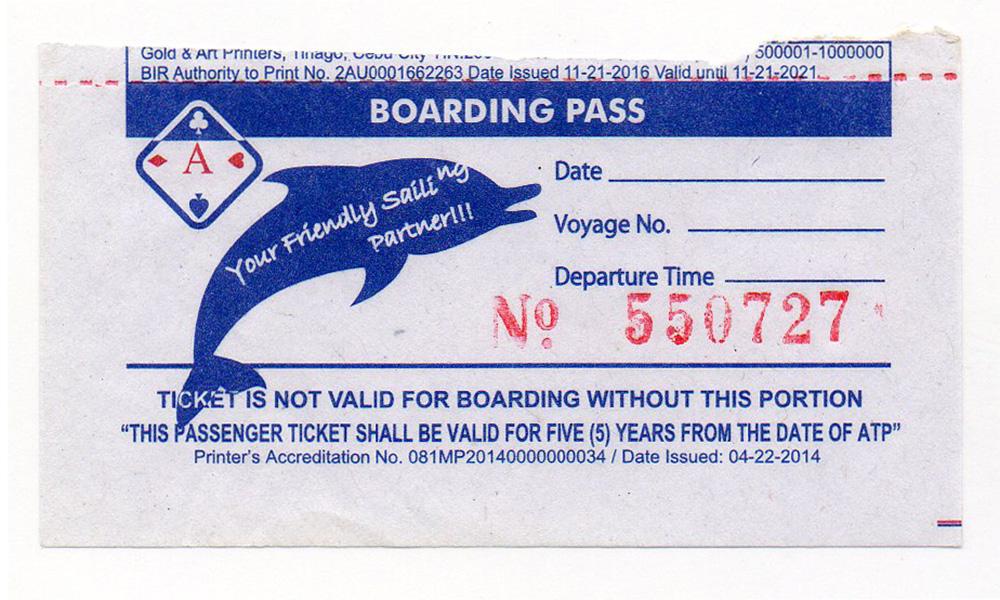 Gold & Art Printers, Tinago, Cebu City TIN:2 500001-1000000
BIR Authority to Print No. 2AU0001662263 Date Issued 11-21-2016 Valid until 11-21-2021
BOARDING PASS
A
Your Friendly Sailing
Partner!!!
Date
Voyage No.
Departure Time
No 550727
TICKET IS NOT VALID FOR BOARDING WITHOUT THIS PORTION
“THIS PASSENGER TICKET SHALL BE VALID FOR FIVE (5) YEARS FROM THE DATE OF ATP”
Printer's Accreditation No. 081MP20140000000034 / Date Issued: 04-22-2014